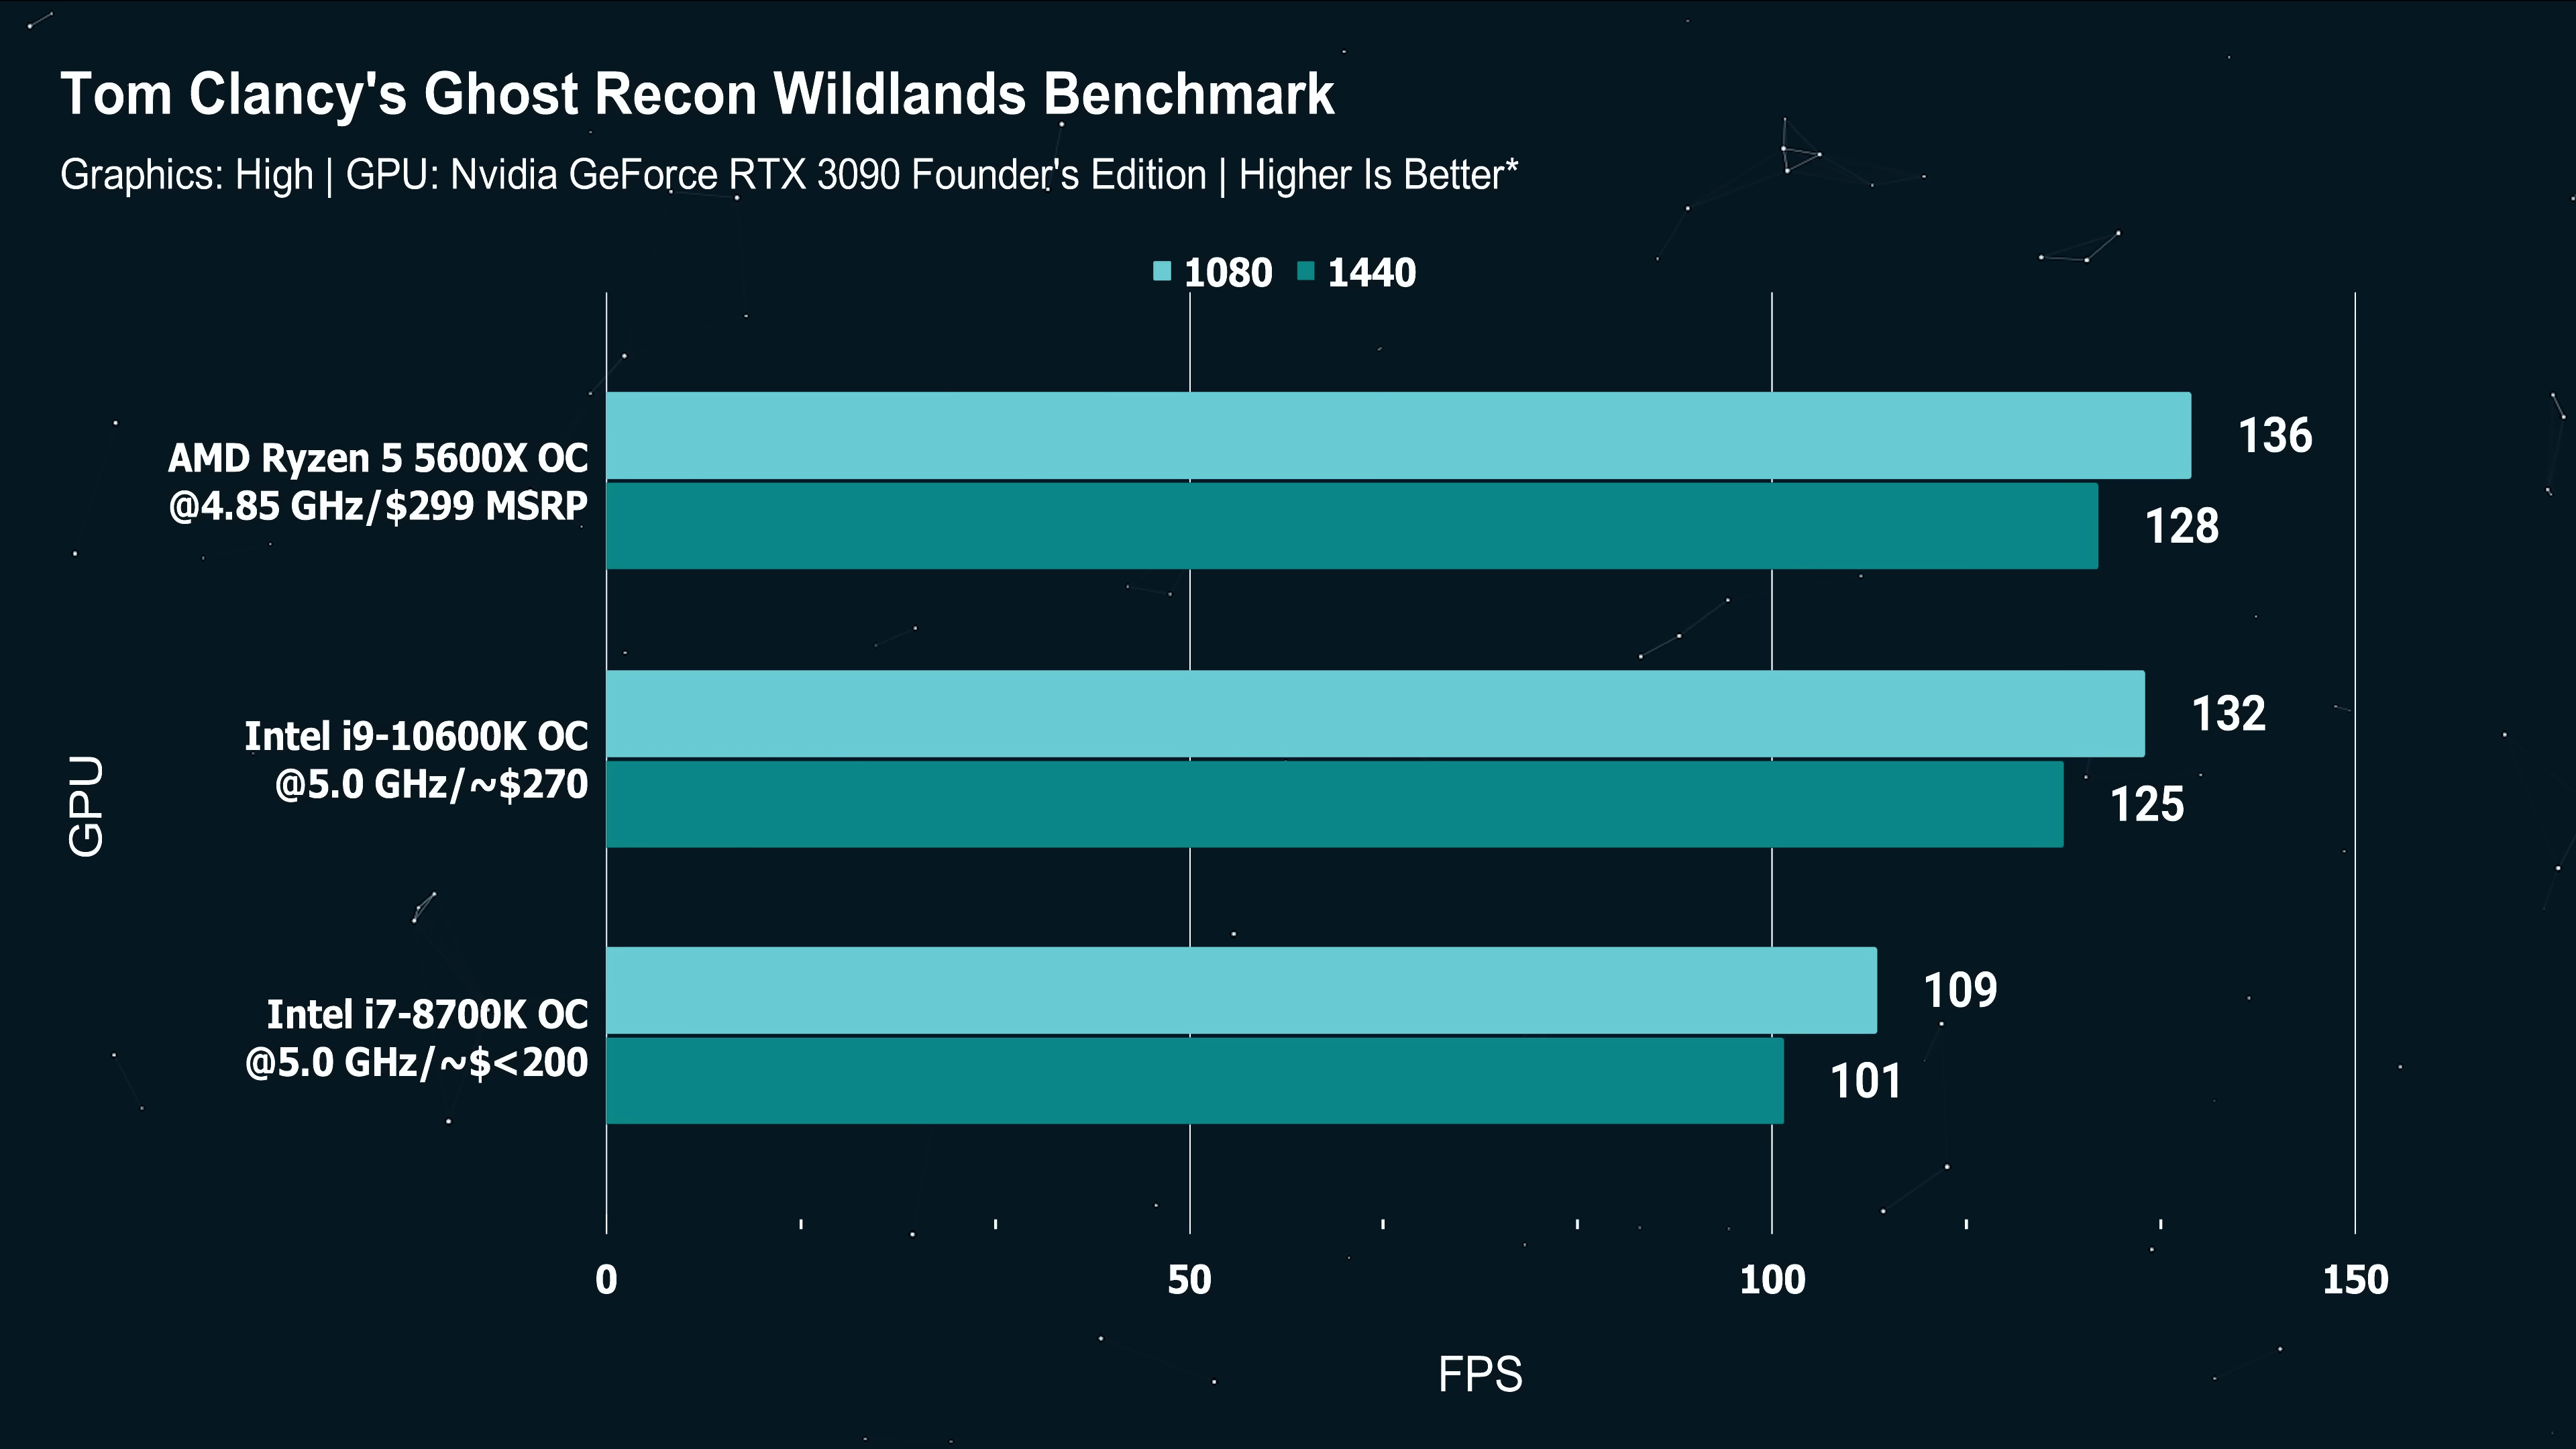 Tom Clancy's Ghost Recon Wildlands Benchmark
Graphics: High | GPU: Nvidia GeForce RTX 3090 Founder's Edition | Higher Is Better*
1080 1440
AMD Ryzen 5 5600X OC
@4.85 GHz/$299 MSRP
136
128
Intel i9-10600K OC
@5.0 GHz/~$270
132
125
Intel i7-8700K OC
@5.0 GHz/~$<200
109
101
GPU
0 50 100 150
FPS